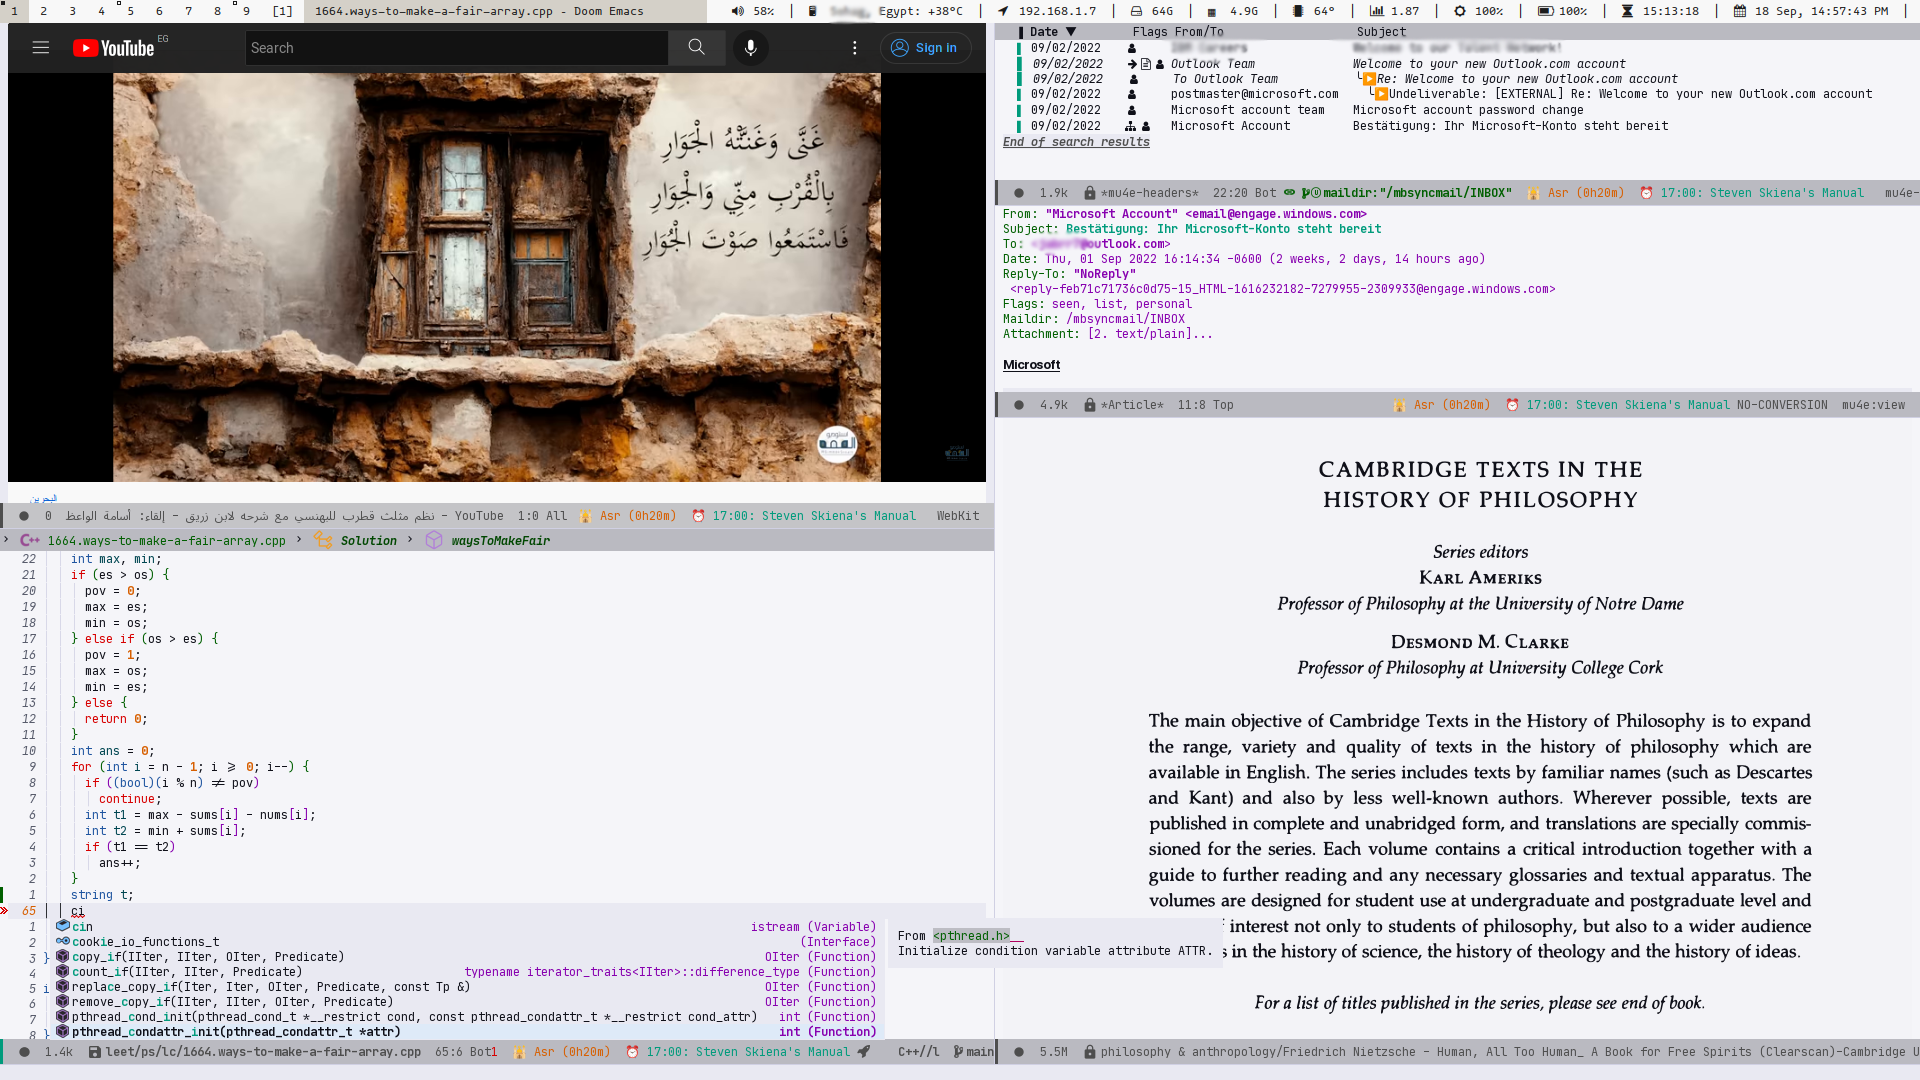 1 2 3 4 5 6 7 8 9 [1] 1664.ways-to-make-a-fair-array.cpp - Doom Emacs 58% Egypt: +38°C 192.168.1.7 64G 4.9G 64° 1.87 100% 100% 15:13:18 18 Sep, 14:57:43 PM
YouTube EG Search Sign in
غَنَّى وَغَنَتْهُ الْجَوَارِ
بِالْقُرْبِ مِنِّي وَالْجِوَارِ
فَاسْتَمَعُوا صَوْتَ الْجُوَارِ
البحرين
0 نظم مثلث قطرب للبهنسي مع شرحه لابن زريق - إلقاء: أسامة الواعظ - YouTube 1:0 All Asr (0h20m) 17:00: Steven Skiena's Manual WebKit
1664.ways-to-make-a-fair-array.cpp > Solution > waysToMakeFair
22 int max, min;
21 if (es > os) {
20 pov = 0;
19 max = es;
18 min = os;
17 } else if (os > es) {
16 pov = 1;
15 max = os;
14 min = es;
13 } else {
12 return 0;
11 }
10 int ans = 0;
9 for (int i = n - 1; i >= 0; i--) {
8 if ((bool)(i % n) != pov)
7 continue;
6 int t1 = max - sums[i] - nums[i];
5 int t2 = min + sums[i];
4 if (t1 == t2)
3 ans++;
2 }
1 string t;
65 ci
1 cin istream (Variable)
2 cookie_io_functions_t (Interface)
3 } copy_if(IIter, IIter, OIter, Predicate) OIter (Function)
4 count_if(IIter, IIter, Predicate) typename iterator_traits<IIter>::difference_type (Function)
5 i replace_copy_if(Iter, Iter, OIter, Predicate, const Tp &) OIter (Function)
6 remove_copy_if(IIter, IIter, OIter, Predicate) OIter (Function)
7 pthread_cond_init(pthread_cond_t *__restrict cond, const pthread_condattr_t *__restrict cond_attr) int (Function)
8 } pthread_condattr_init(pthread_condattr_t *attr) int (Function)
From <pthread.h>
Initialize condition variable attribute ATTR.
1.4k leet/ps/lc/1664.ways-to-make-a-fair-array.cpp 65:6 Bot 1 Asr (0h20m) 17:00: Steven Skiena's Manual C++//l main
Date ▼ Flags From/To Subject
09/02/2022
09/02/2022 Outlook Team Welcome to your new Outlook.com account
09/02/2022 To Outlook Team Re: Welcome to your new Outlook.com account
09/02/2022 postmaster@microsoft.com Undeliverable: [EXTERNAL] Re: Welcome to your new Outlook.com account
09/02/2022 Microsoft account team Microsoft account password change
09/02/2022 Microsoft Account Bestätigung: Ihr Microsoft-Konto steht bereit
End of search results
1.9k *mu4e-headers* 22:20 Bot maildir:"/mbsyncmail/INBOX" Asr (0h20m) 17:00: Steven Skiena's Manual mu4e-
From: "Microsoft Account" <email@engage.windows.com>
Subject: Bestätigung: Ihr Microsoft-Konto steht bereit
To: @outlook.com>
Date: Thu, 01 Sep 2022 16:14:34 -0600 (2 weeks, 2 days, 14 hours ago)
Reply-To: "NoReply"
<reply-feb71c71736c0d75-15_HTML-1616232182-7279955-2309933@engage.windows.com>
Flags: seen, list, personal
Maildir: /mbsyncmail/INBOX
Attachment: [2. text/plain]...
Microsoft
4.9k *Article* 11:8 Top Asr (0h20m) 17:00: Steven Skiena's Manual NO-CONVERSION mu4e:view
CAMBRIDGE TEXTS IN THE
HISTORY OF PHILOSOPHY
Series editors
KARL AMERIKS
Professor of Philosophy at the University of Notre Dame
DESMOND M. CLARKE
Professor of Philosophy at University College Cork
The main objective of Cambridge Texts in the History of Philosophy is to expand
the range, variety and quality of texts in the history of philosophy which are
available in English. The series includes texts by familiar names (such as Descartes
and Kant) and also by less well-known authors. Wherever possible, texts are
published in complete and unabridged form, and translations are specially commis-
sioned for the series. Each volume contains a critical introduction together with a
guide to further reading and any necessary glossaries and textual apparatus. The
volumes are designed for student use at undergraduate and postgraduate level and
f interest not only to students of philosophy, but also to a wider audience
s in the history of science, the history of theology and the history of ideas.
For a list of titles published in the series, please see end of book.
5.5M philosophy & anthropology/Friedrich Nietzsche - Human, All Too Human_ A Book for Free Spirits (Clearscan)-Cambridge U